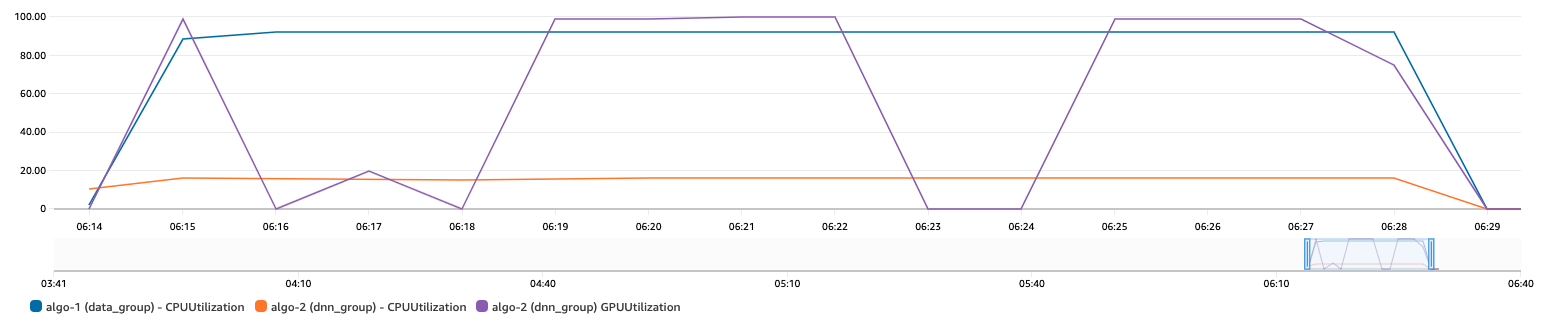 100.00
80.00
60.00
40.00
20.00
0
06:14 06:15 06:16 06:17 06:18 06:19 06:20 06:21 06:22 06:23 06:24 06:25 06:26 06:27 06:28 06:29
03:41 04:10 04:40 05:10 05:40 06:10 06:40
algo-1 (data_group) - CPUUtilization algo-2 (dnn_group) - CPUUtilization algo-2 (dnn_group) GPUUtilization